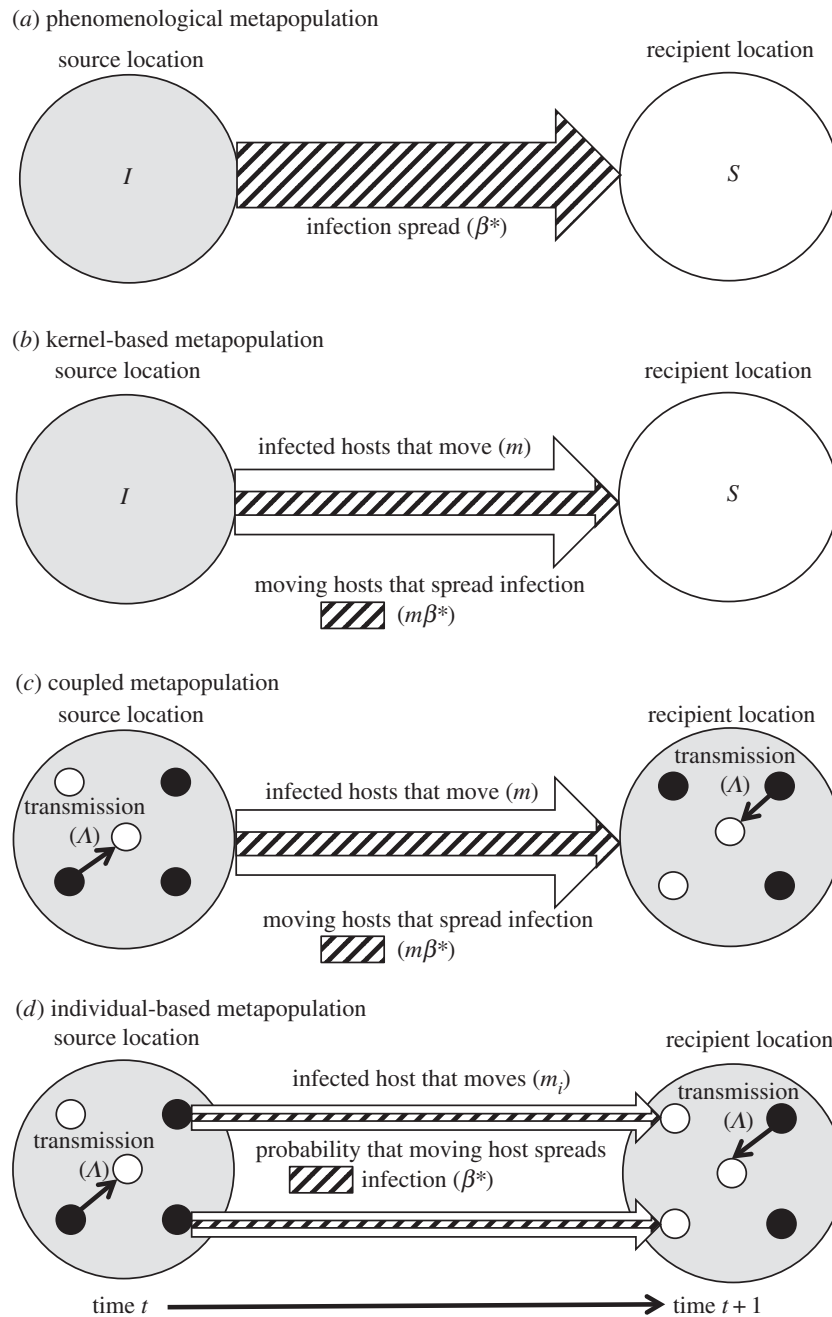 (a) phenomenological metapopulation
source location
recipient location
I
S
infection spread (β*)
(b) kernel-based metapopulation
source location
recipient location
infected hosts that move (m)
I
S
moving hosts that spread infection
(mβ*)
(c) coupled metapopulation
source location
recipient location
transmission
(Λ)
infected hosts that move (m)
transmission
(Λ)
moving hosts that spread infection
(mβ*)
(d) individual-based metapopulation
source location
recipient location
infected host that moves (mᵢ)
transmission
(Λ)
transmission
(Λ)
probability that moving host spreads
infection (β*)
time t
time t + 1